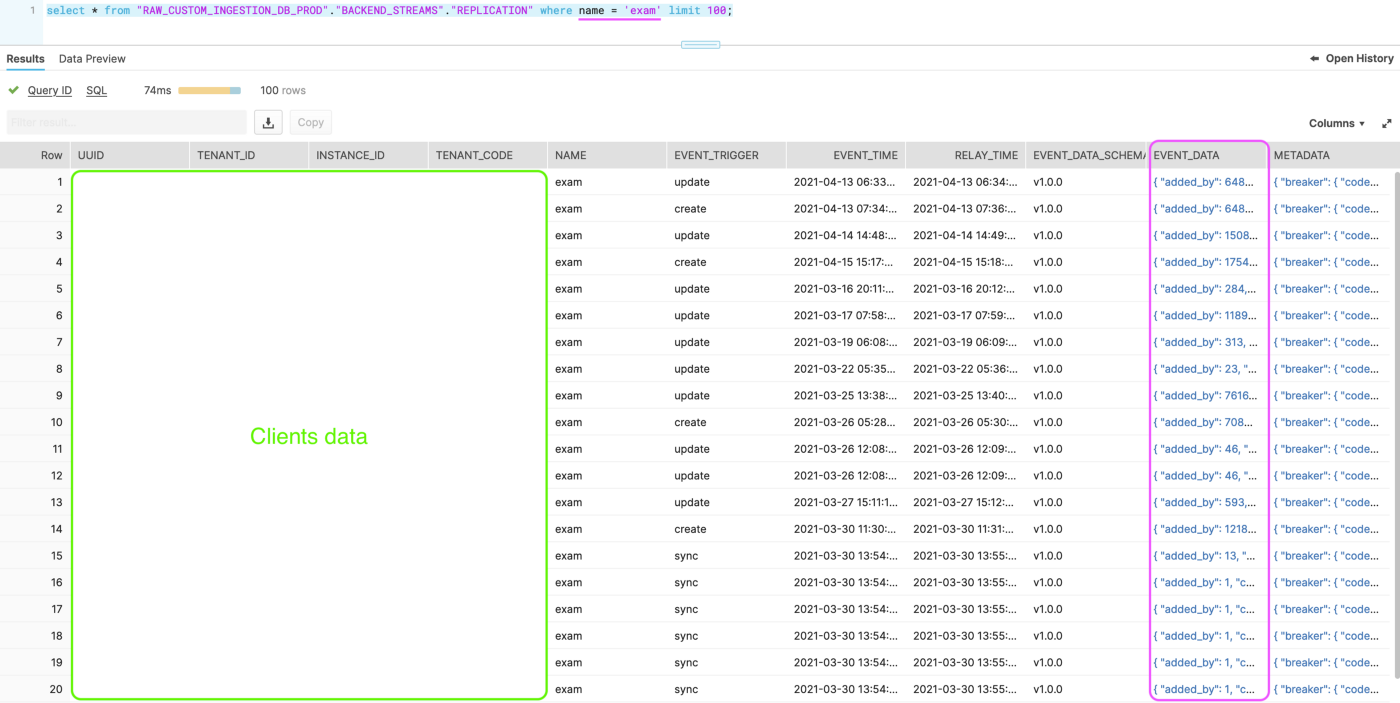 1 select * from "RAW_CUSTOM_INGESTION_DB_PROD"."BACKEND_STREAMS"."REPLICATION" where name = 'exam' limit 100;
Results Data Preview Open History
Query ID SQL 74ms 100 rows
Filter result... Copy Columns
Row UUID TENANT_ID INSTANCE_ID TENANT_CODE NAME EVENT_TRIGGER EVENT_TIME RELAY_TIME EVENT_DATA_SCHEMA EVENT_DATA METADATA
1 exam update 2021-04-13 06:33... 2021-04-13 06:34:... v1.0.0 { "added_by": 648... { "breaker": { "code...
2 exam create 2021-04-13 07:34:... 2021-04-13 07:36:... v1.0.0 { "added_by": 648... { "breaker": { "code...
3 exam update 2021-04-14 14:48:... 2021-04-14 14:49:... v1.0.0 { "added_by": 1508... { "breaker": { "code...
4 exam create 2021-04-15 15:17:... 2021-04-15 15:18:... v1.0.0 { "added_by": 1754... { "breaker": { "code...
5 exam update 2021-03-16 20:11:... 2021-03-16 20:12:... v1.0.0 { "added_by": 284,... { "breaker": { "code...
6 exam update 2021-03-17 07:58:... 2021-03-17 07:59:... v1.0.0 { "added_by": 1189... { "breaker": { "code...
7 exam update 2021-03-19 06:08:... 2021-03-19 06:09:... v1.0.0 { "added_by": 313, ... { "breaker": { "code...
8 exam update 2021-03-22 05:35... 2021-03-22 05:36:... v1.0.0 { "added_by": 23, "... { "breaker": { "code...
9 exam update 2021-03-25 13:38:... 2021-03-25 13:40:... v1.0.0 { "added_by": 7616... { "breaker": { "code...
10 exam create 2021-03-26 05:28... 2021-03-26 05:30:... v1.0.0 { "added_by": 708... { "breaker": { "code...
Clients data
11 exam update 2021-03-26 12:08:... 2021-03-26 12:09:... v1.0.0 { "added_by": 46, "... { "breaker": { "code...
12 exam update 2021-03-26 12:08:... 2021-03-26 12:09:... v1.0.0 { "added_by": 46, "... { "breaker": { "code...
13 exam update 2021-03-27 15:11:1... 2021-03-27 15:12:... v1.0.0 { "added_by": 593,... { "breaker": { "code...
14 exam create 2021-03-30 11:30:... 2021-03-30 11:31:... v1.0.0 { "added_by": 1218... { "breaker": { "code...
15 exam sync 2021-03-30 13:54:... 2021-03-30 13:55:... v1.0.0 { "added_by": 13, "... { "breaker": { "code...
16 exam sync 2021-03-30 13:54:... 2021-03-30 13:55:... v1.0.0 { "added_by": 1, "c... { "breaker": { "code...
17 exam sync 2021-03-30 13:54:... 2021-03-30 13:55:... v1.0.0 { "added_by": 1, "c... { "breaker": { "code...
18 exam sync 2021-03-30 13:54:... 2021-03-30 13:55:... v1.0.0 { "added_by": 1, "c... { "breaker": { "code...
19 exam sync 2021-03-30 13:54:... 2021-03-30 13:55:... v1.0.0 { "added_by": 1, "c... { "breaker": { "code...
20 exam sync 2021-03-30 13:54:... 2021-03-30 13:55:... v1.0.0 { "added_by": 1, "c... { "breaker": { "code...